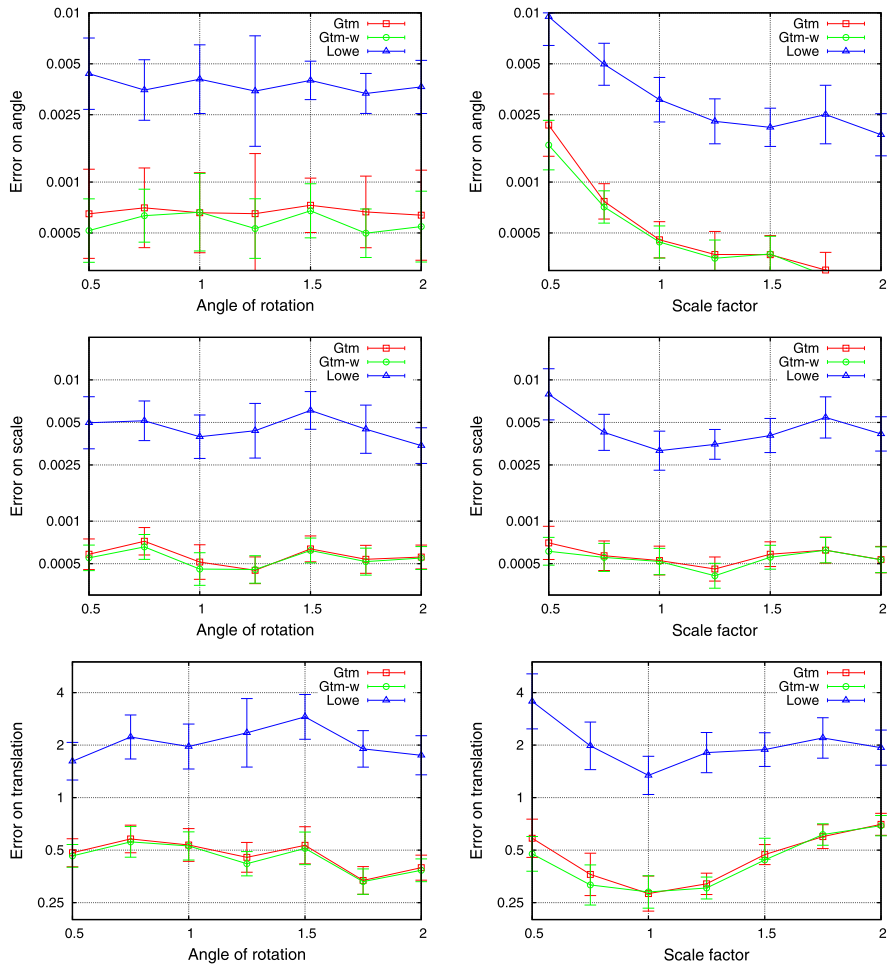 0.01
0.005
0.0025
0.001
0.0005
0.5
1
1.5
2
Error on angle
Angle of rotation
Gtm
Gtm-w
Lowe
0.01
0.005
0.0025
0.001
0.0005
0.5
1
1.5
2
Error on angle
Scale factor
Gtm
Gtm-w
Lowe
0.01
0.005
0.0025
0.001
0.0005
0.5
1
1.5
2
Error on scale
Angle of rotation
Gtm
Gtm-w
Lowe
0.01
0.005
0.0025
0.001
0.0005
0.5
1
1.5
2
Error on scale
Scale factor
Gtm
Gtm-w
Lowe
4
2
1
0.5
0.25
0.5
1
1.5
2
Error on translation
Angle of rotation
Gtm
Gtm-w
Lowe
4
2
1
0.5
0.25
0.5
1
1.5
2
Error on translation
Scale factor
Gtm
Gtm-w
Lowe